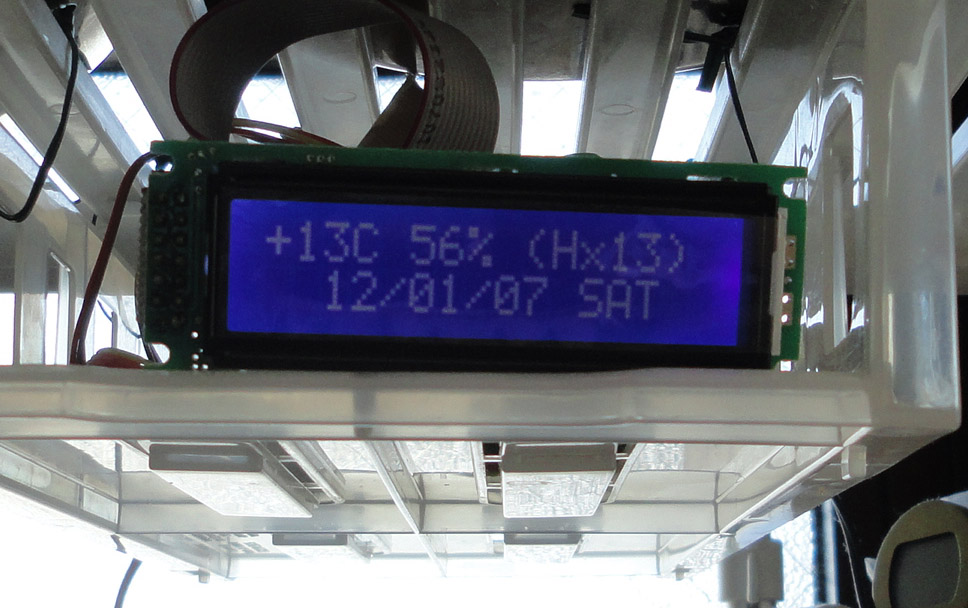 +13C 56% (Hx13)
12/01/07 SAT